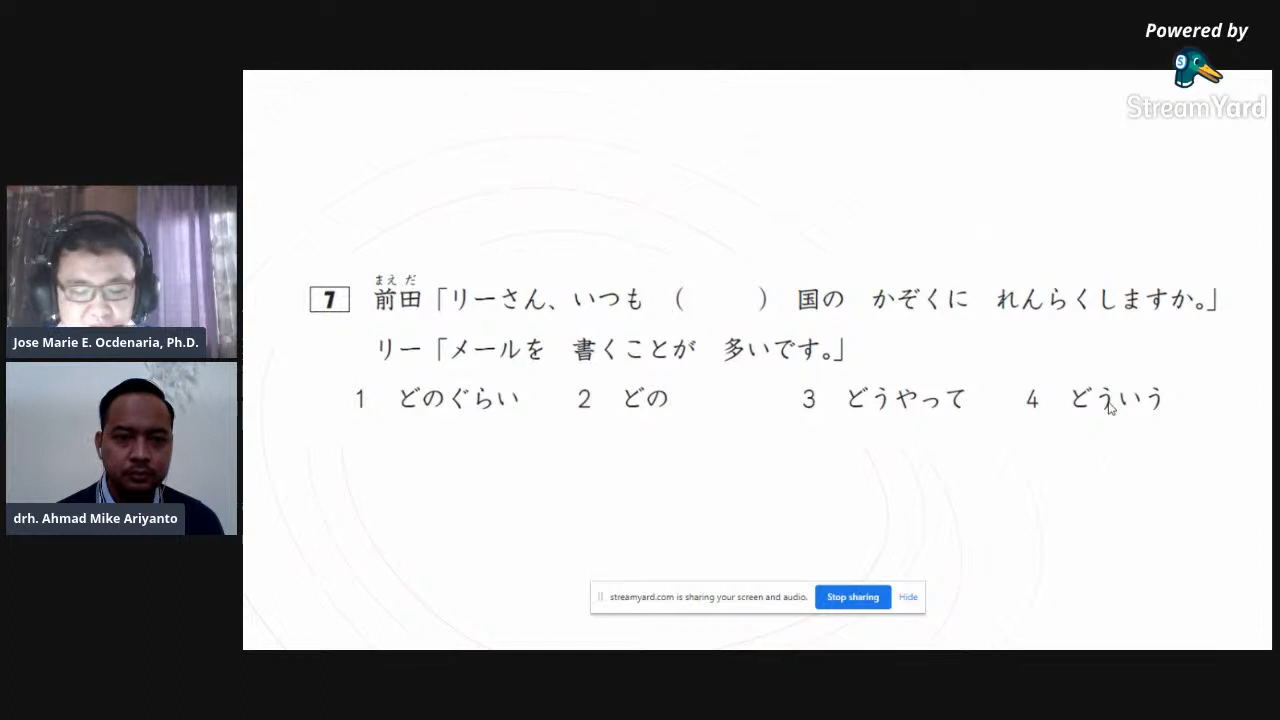 Powered by
StreamYard
まえ だ
7 前田「リーさん、いつも ( ) 国の かぞくに れんらくしますか。」
リー「メールを 書くことが 多いです。」
1 どのぐらい 2 どの 3 どうやって 4 どういう
Jose Marie E. Ocdenaria, Ph.D.
drh. Ahmad Mike Ariyanto
streamyard.com is sharing your screen and audio. Stop sharing Hide